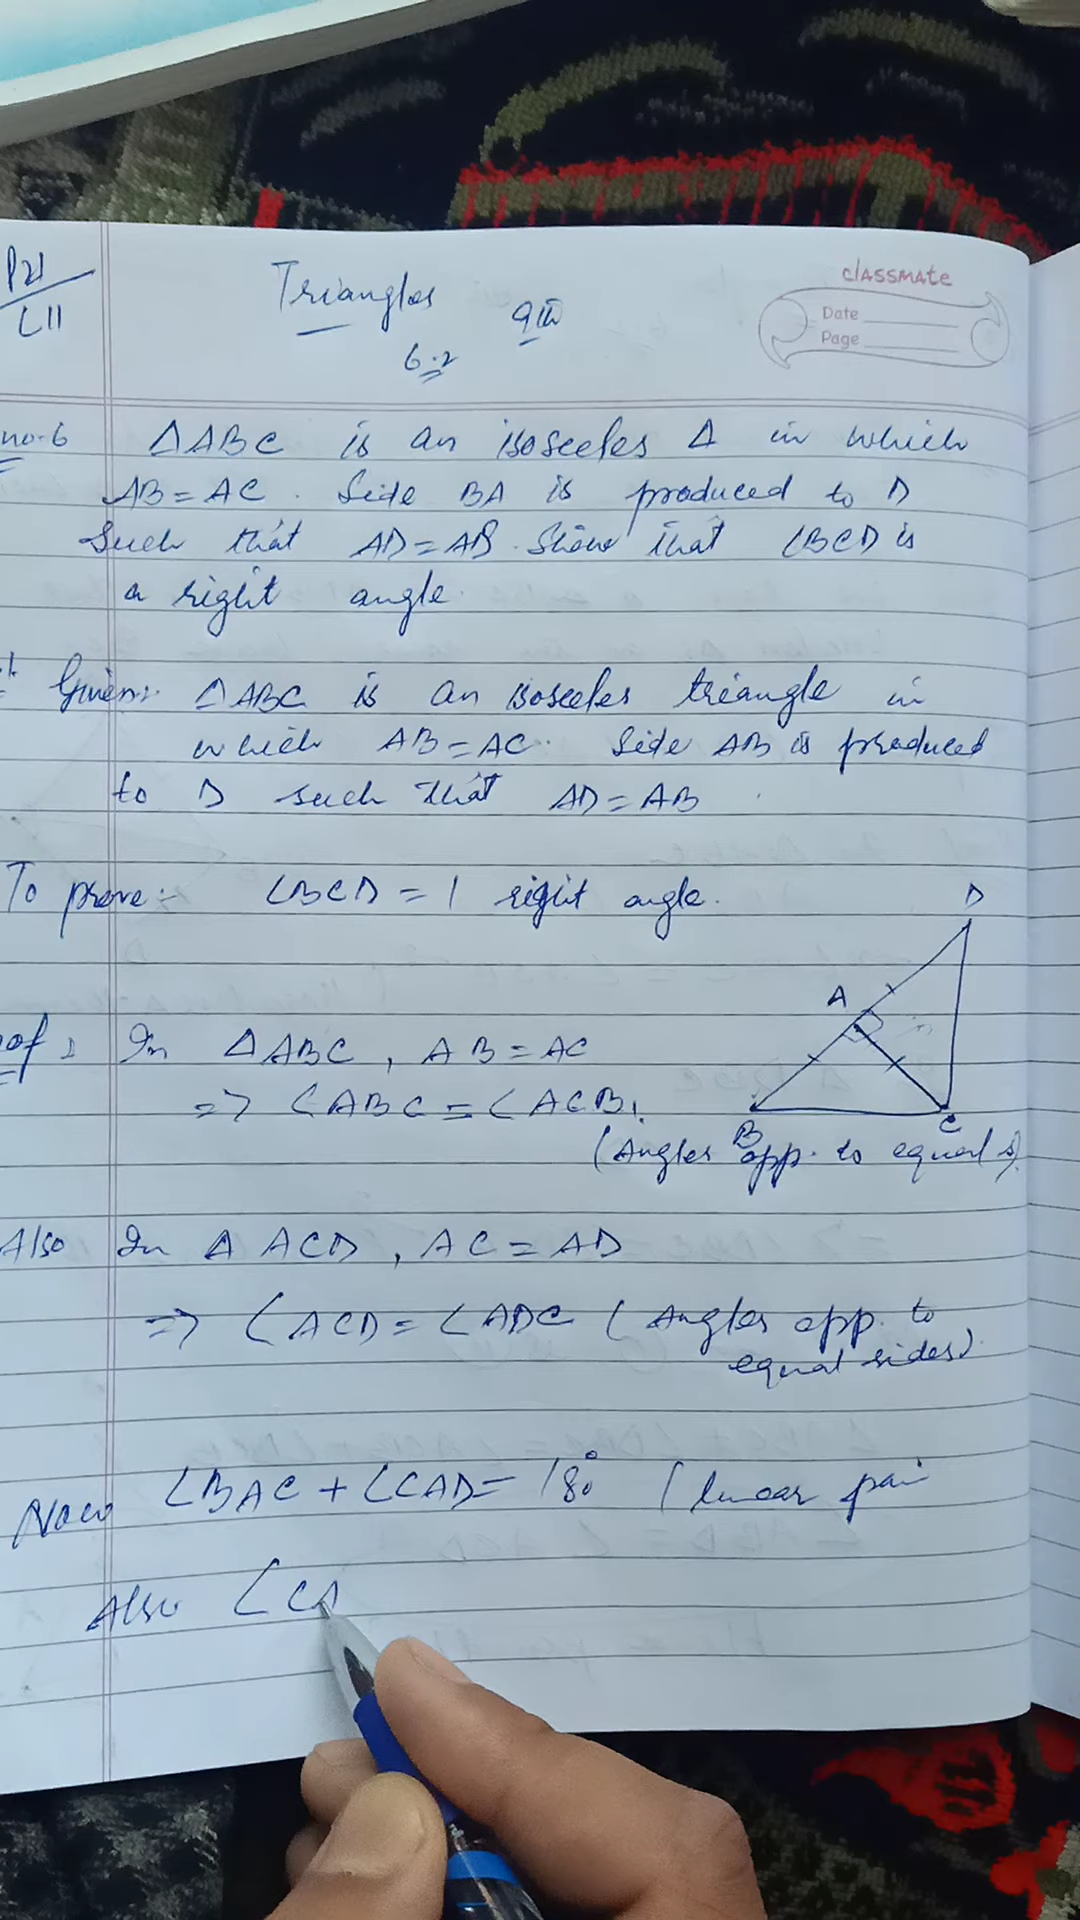 P21
L11
Triangles 9th
6.2
classmate
Date
Page
no. 6 ΔABC is an isosceles Δ in which
AB = AC. Side BA is produced to D
Such that AD = AB. Show that ∠BCD is
a right angle.
Given:- ΔABC is an isosceles triangle in
which AB = AC. Side AB is produced
to D such that AD = AB
To prove:- ∠BCD = 1 right angle.
D
A
B
C
In ΔABC, AB = AC
=> ∠ABC = ∠ACB,
(Angles opp. to equal s)
Also In Δ ACD, AC = AD
=> ∠ACD = ∠ADC (Angles opp. to
equal sides).
Now ∠BAC + ∠CAD = 180° (linear pair
Also ∠CA